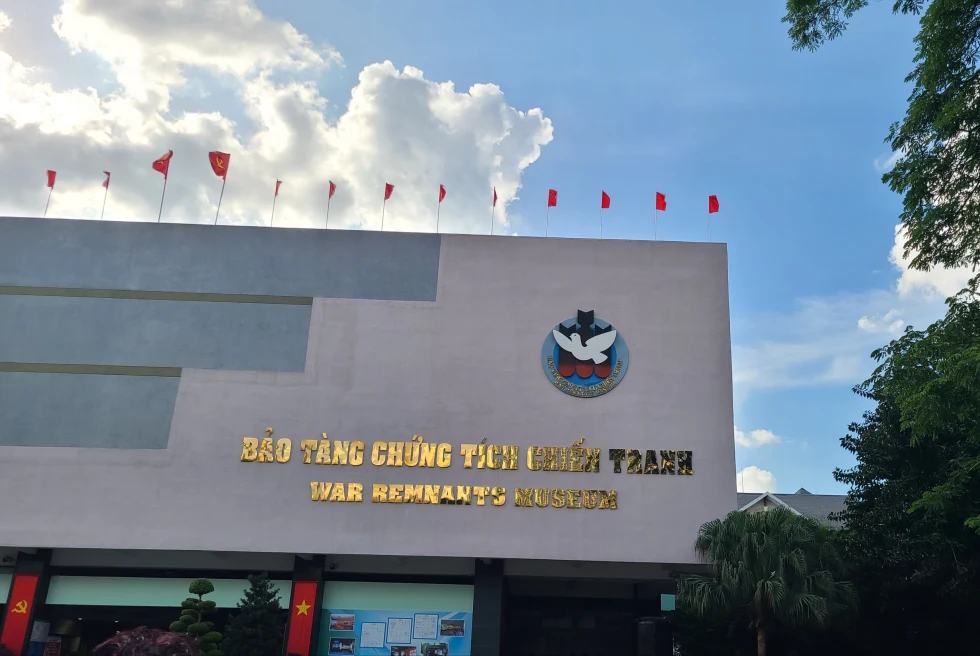 BẢO TÀNG CHỨNG TÍCH CHIẾN TRANH
WAR REMNANTS MUSEUM